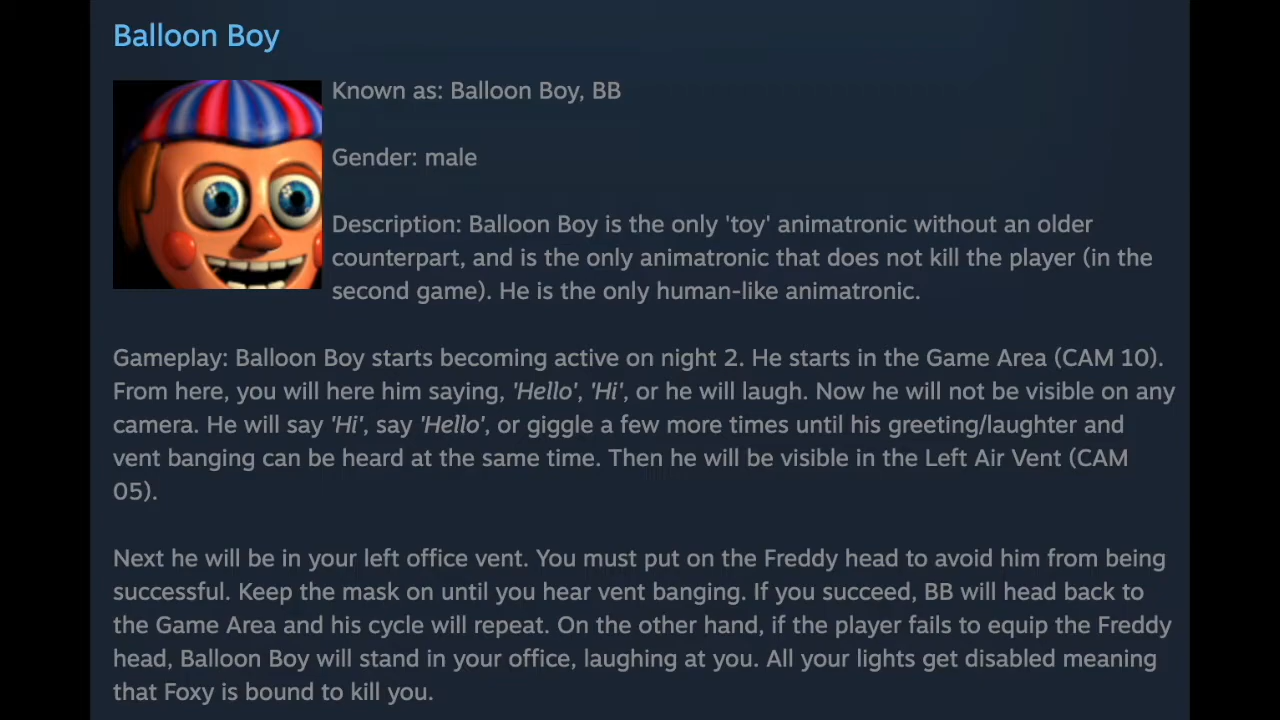 Balloon Boy
Known as: Balloon Boy, BB
Gender: male
Description: Balloon Boy is the only 'toy' animatronic without an older
counterpart, and is the only animatronic that does not kill the player (in the
second game). He is the only human-like animatronic.
Gameplay: Balloon Boy starts becoming active on night 2. He starts in the Game Area (CAM 10).
From here, you will here him saying, 'Hello', 'Hi', or he will laugh. Now he will not be visible on any
camera. He will say 'Hi', say 'Hello', or giggle a few more times until his greeting/laughter and
vent banging can be heard at the same time. Then he will be visible in the Left Air Vent (CAM
05).
Next he will be in your left office vent. You must put on the Freddy head to avoid him from being
successful. Keep the mask on until you hear vent banging. If you succeed, BB will head back to
the Game Area and his cycle will repeat. On the other hand, if the player fails to equip the Freddy
head, Balloon Boy will stand in your office, laughing at you. All your lights get disabled meaning
that Foxy is bound to kill you.